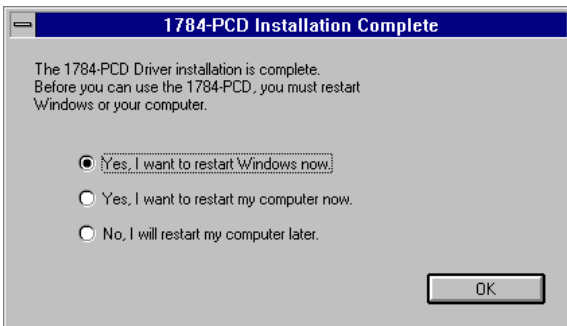 1784-PCD Installation Complete
The 1784-PCD Driver installation is complete.
Before you can use the 1784-PCD, you must restart
Windows or your computer.
Yes, I want to restart Windows now.
Yes, I want to restart my computer now.
No, I will restart my computer later.
OK